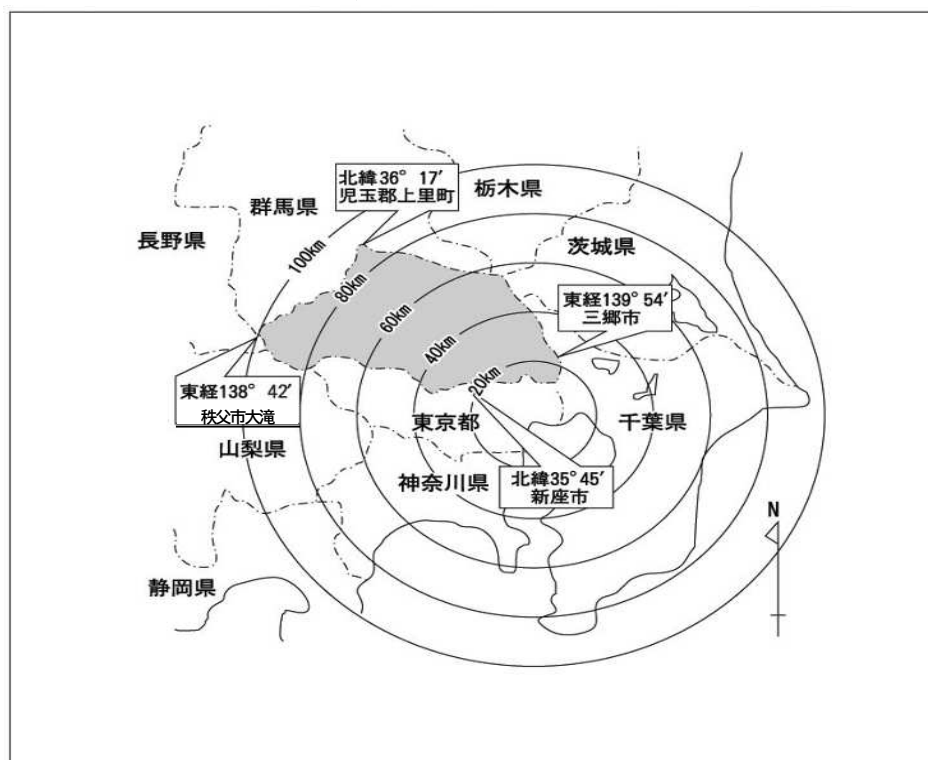 北緯36° 17′
児玉郡上里町
栃木県
群馬県
長野県
100km
茨城県
80km
東経139° 54′
三郷市
60km
40km
20km
東経138° 42′
秩父市大滝
東京都
千葉県
山梨県
神奈川県
北緯35° 45′
新座市
N
静岡県